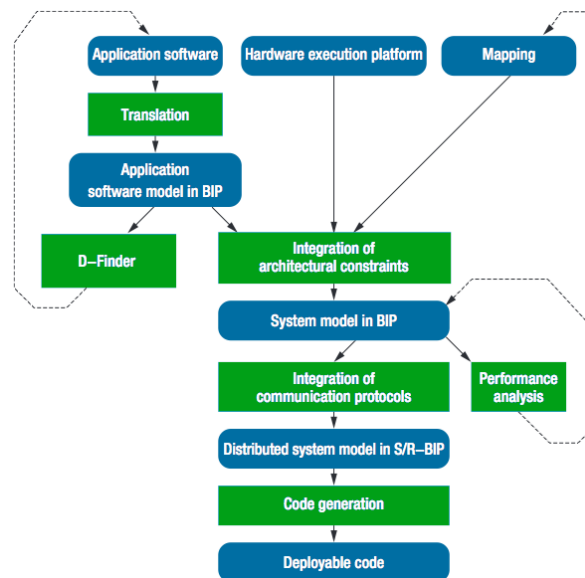 Application software
Hardware execution platform
Mapping
Translation
Application
software model in BIP
D–Finder
Integration of
architectural constraints
System model in BIP
Integration of
communication protocols
Performance
analysis
Distributed system model in S/R–BIP
Code generation
Deployable code